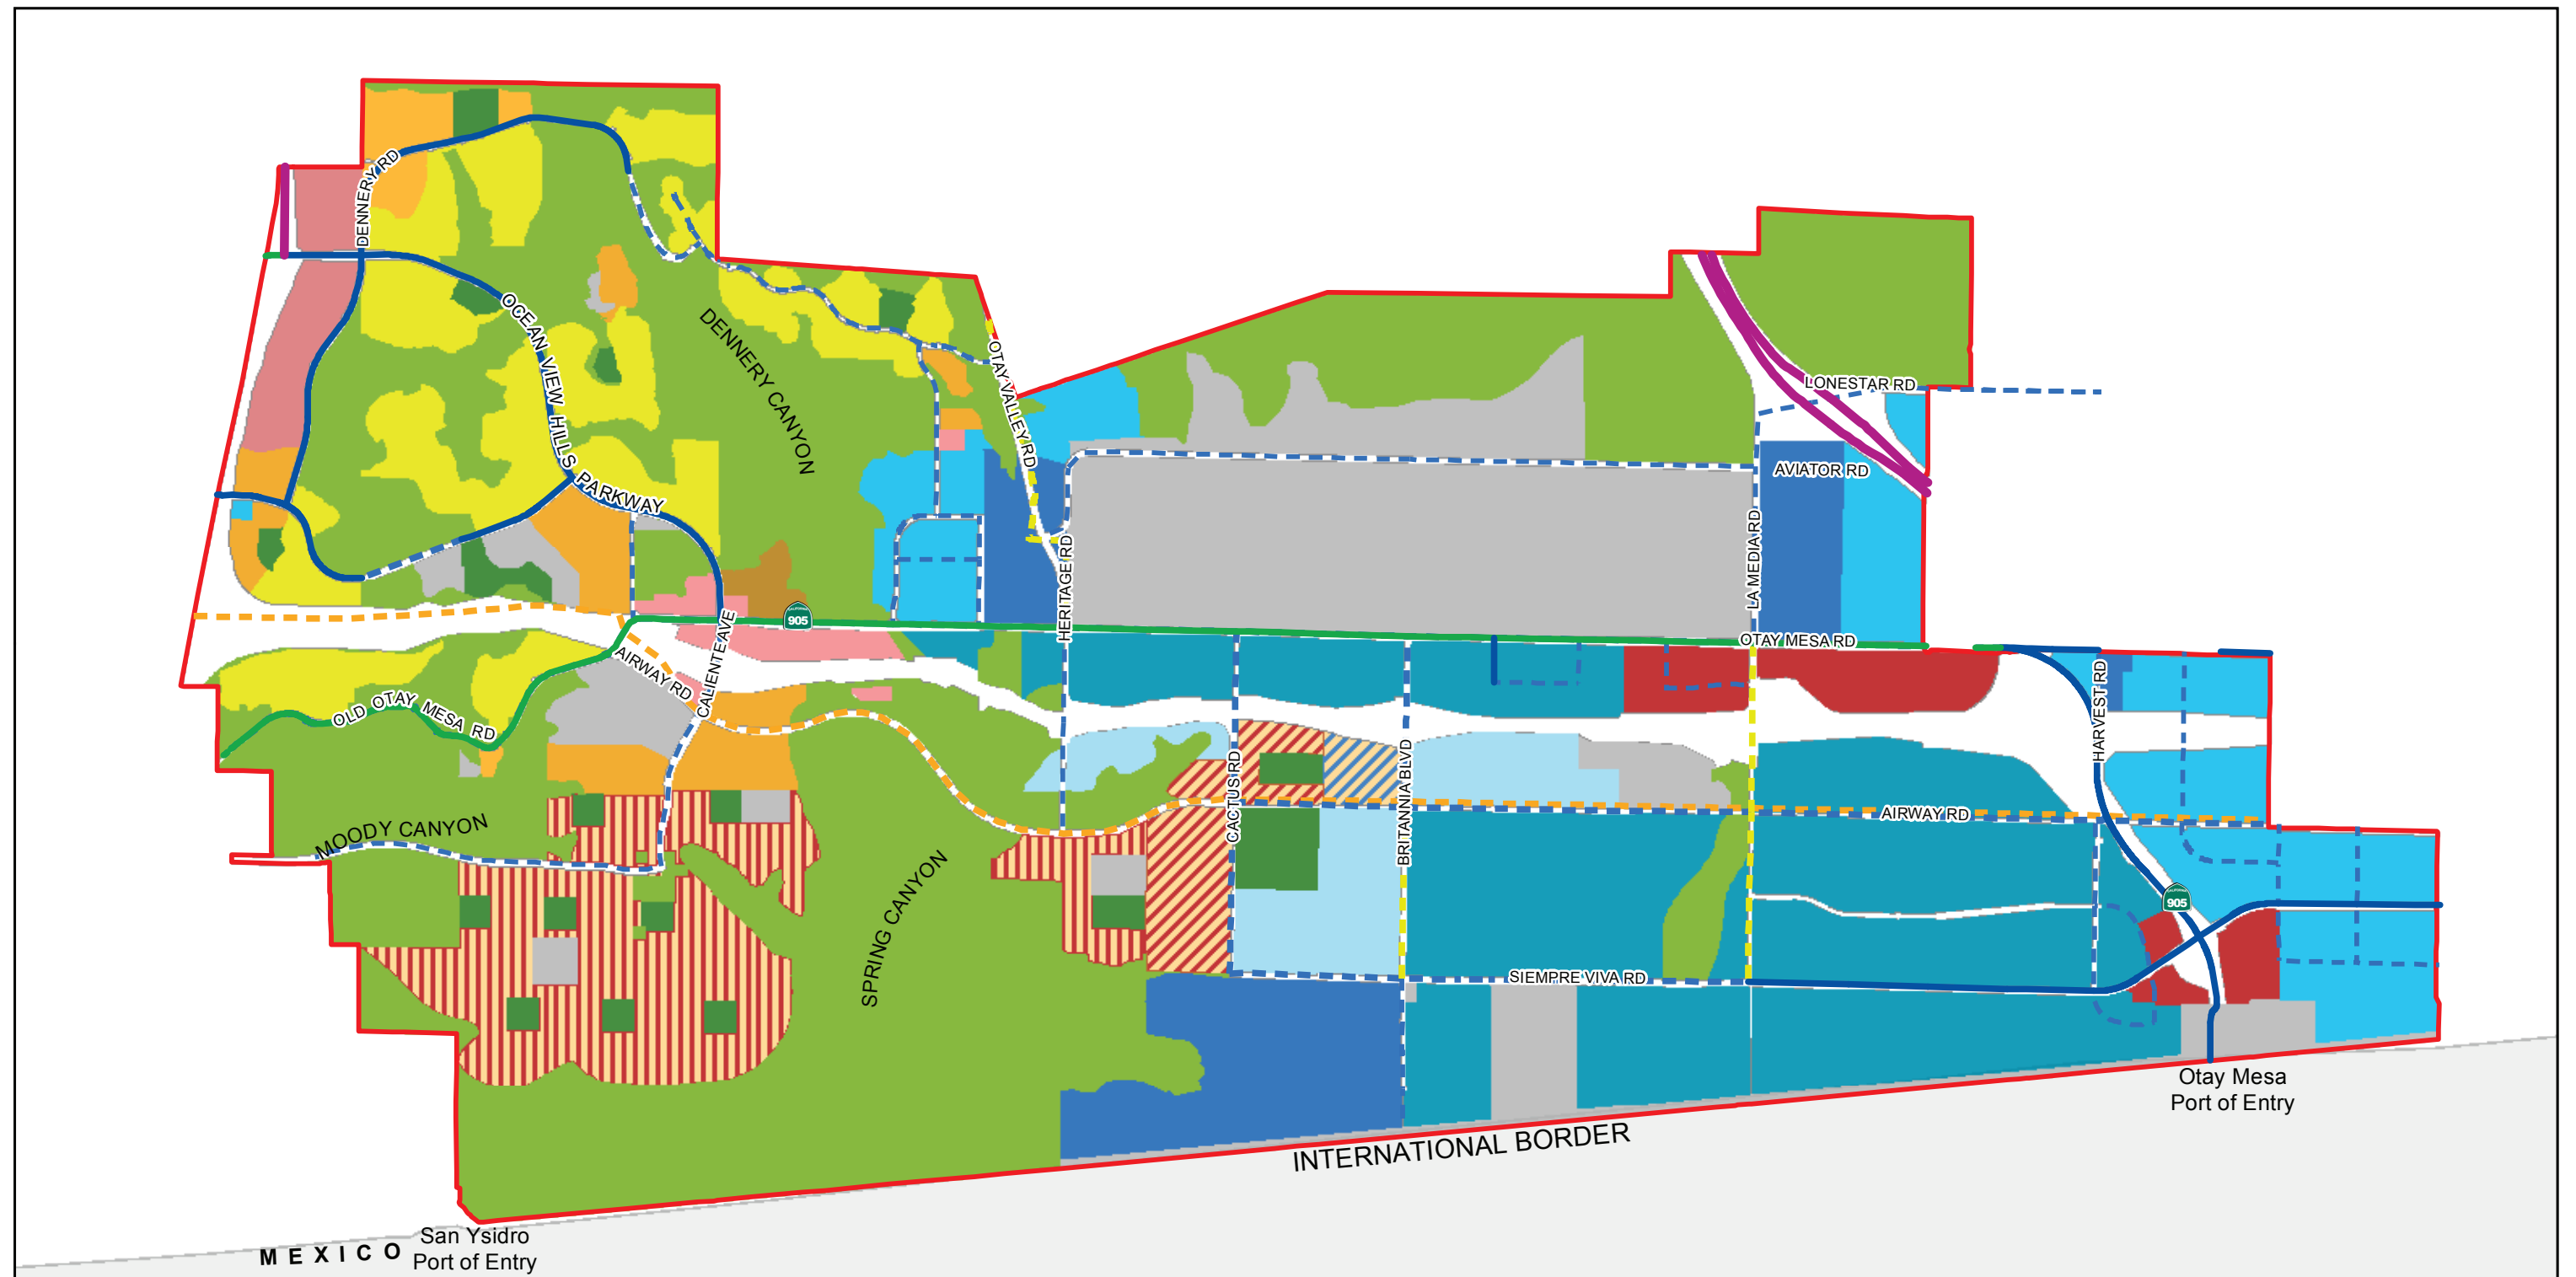 DENNERY RD
OCEAN VIEW HILLS PARKWAY
DENNERY CANYON
OTAY VALLEY RD
LONESTAR RD
AVIATOR RD
HERITAGE RD
LA MEDIA RD
CALIFORNIA
905
OTAY MESA RD
AIRWAY RD
CALIENTE AVE
OLD OTAY MESA RD
HARVEST RD
CACTUS RD
BRITANNIA BLVD
AIRWAY RD
MOODY CANYON
SPRING CANYON
CALIFORNIA
905
SIEMPRE VIVA RD
Otay Mesa
Port of Entry
INTERNATIONAL BORDER
San Ysidro
Port of Entry
MEXICO